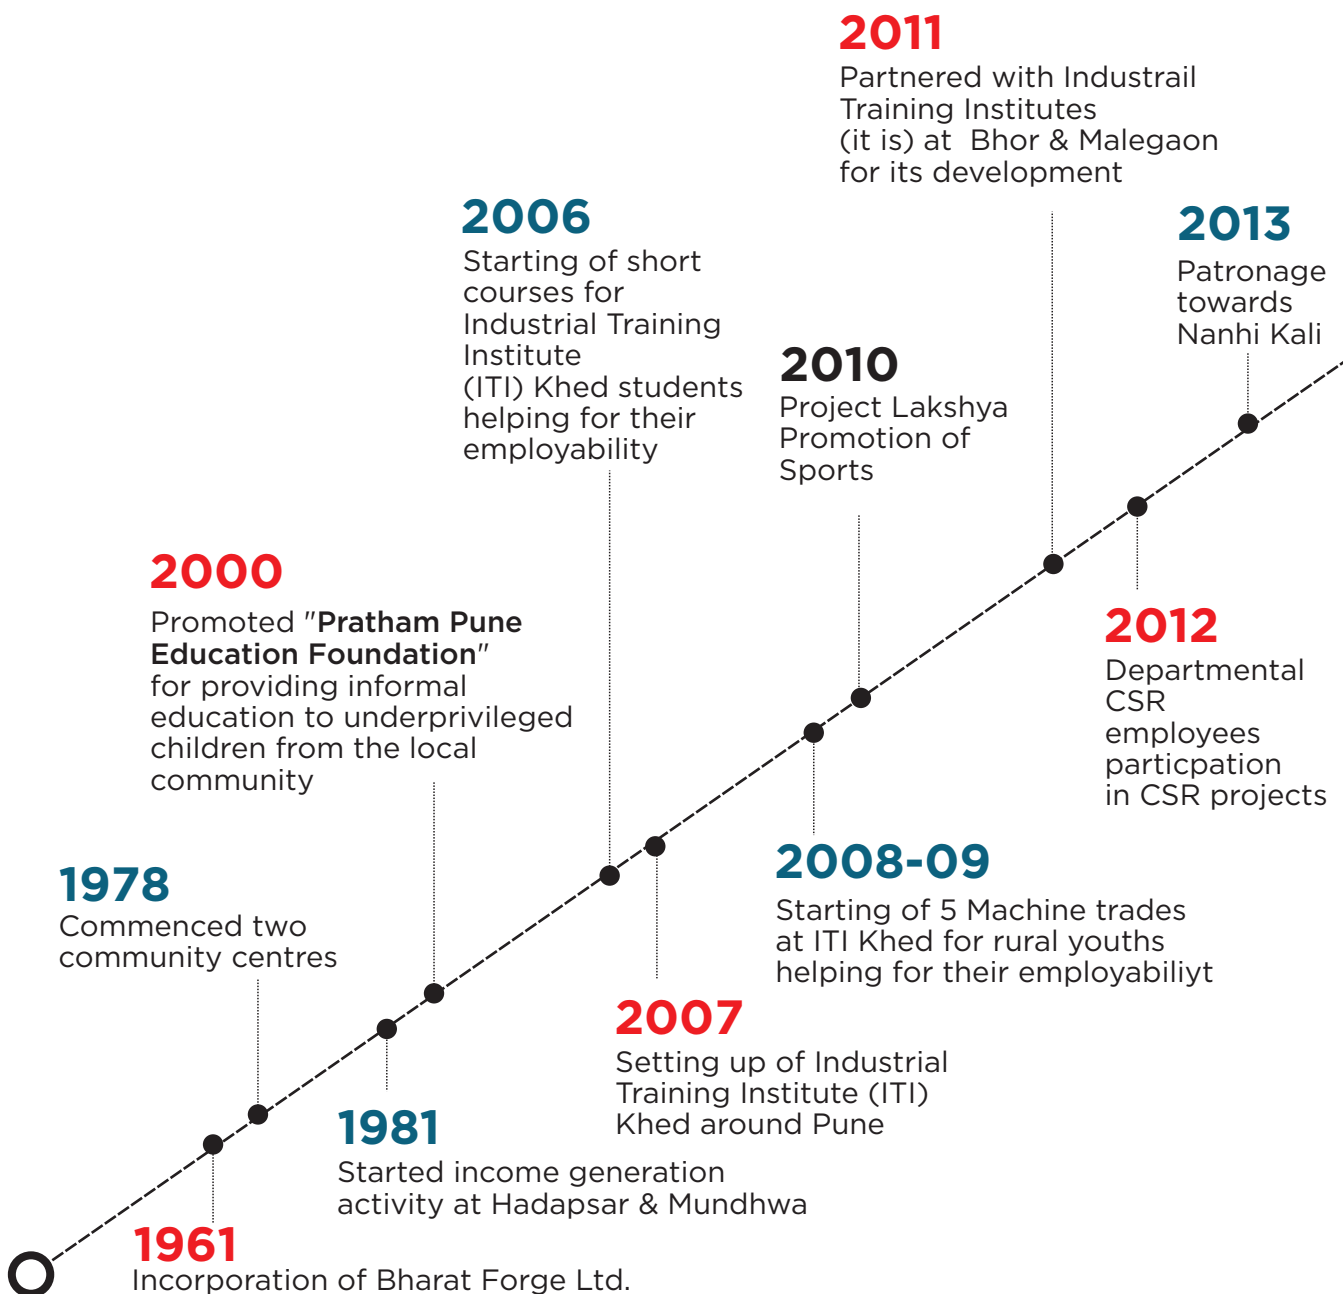 2011
Partnered with Industrail
Training Institutes
(it is) at Bhor & Malegaon
for its development
2006
Starting of short
courses for
Industrial Training
Institute
(ITI) Khed students
helping for their
employability
2013
Patronage
towards
Nanhi Kali
2010
Project Lakshya
Promotion of
Sports
2000
Promoted "Pratham Pune
Education Foundation"
for providing informal
education to underprivileged
children from the local
community
2012
Departmental
CSR
employees
particpation
in CSR projects
1978
Commenced two
community centres
2008-09
Starting of 5 Machine trades
at ITI Khed for rural youths
helping for their employabiliyt
2007
Setting up of Industrial
Training Institute (ITI)
Khed around Pune
1981
Started income generation
activity at Hadapsar & Mundhwa
1961
Incorporation of Bharat Forge Ltd.